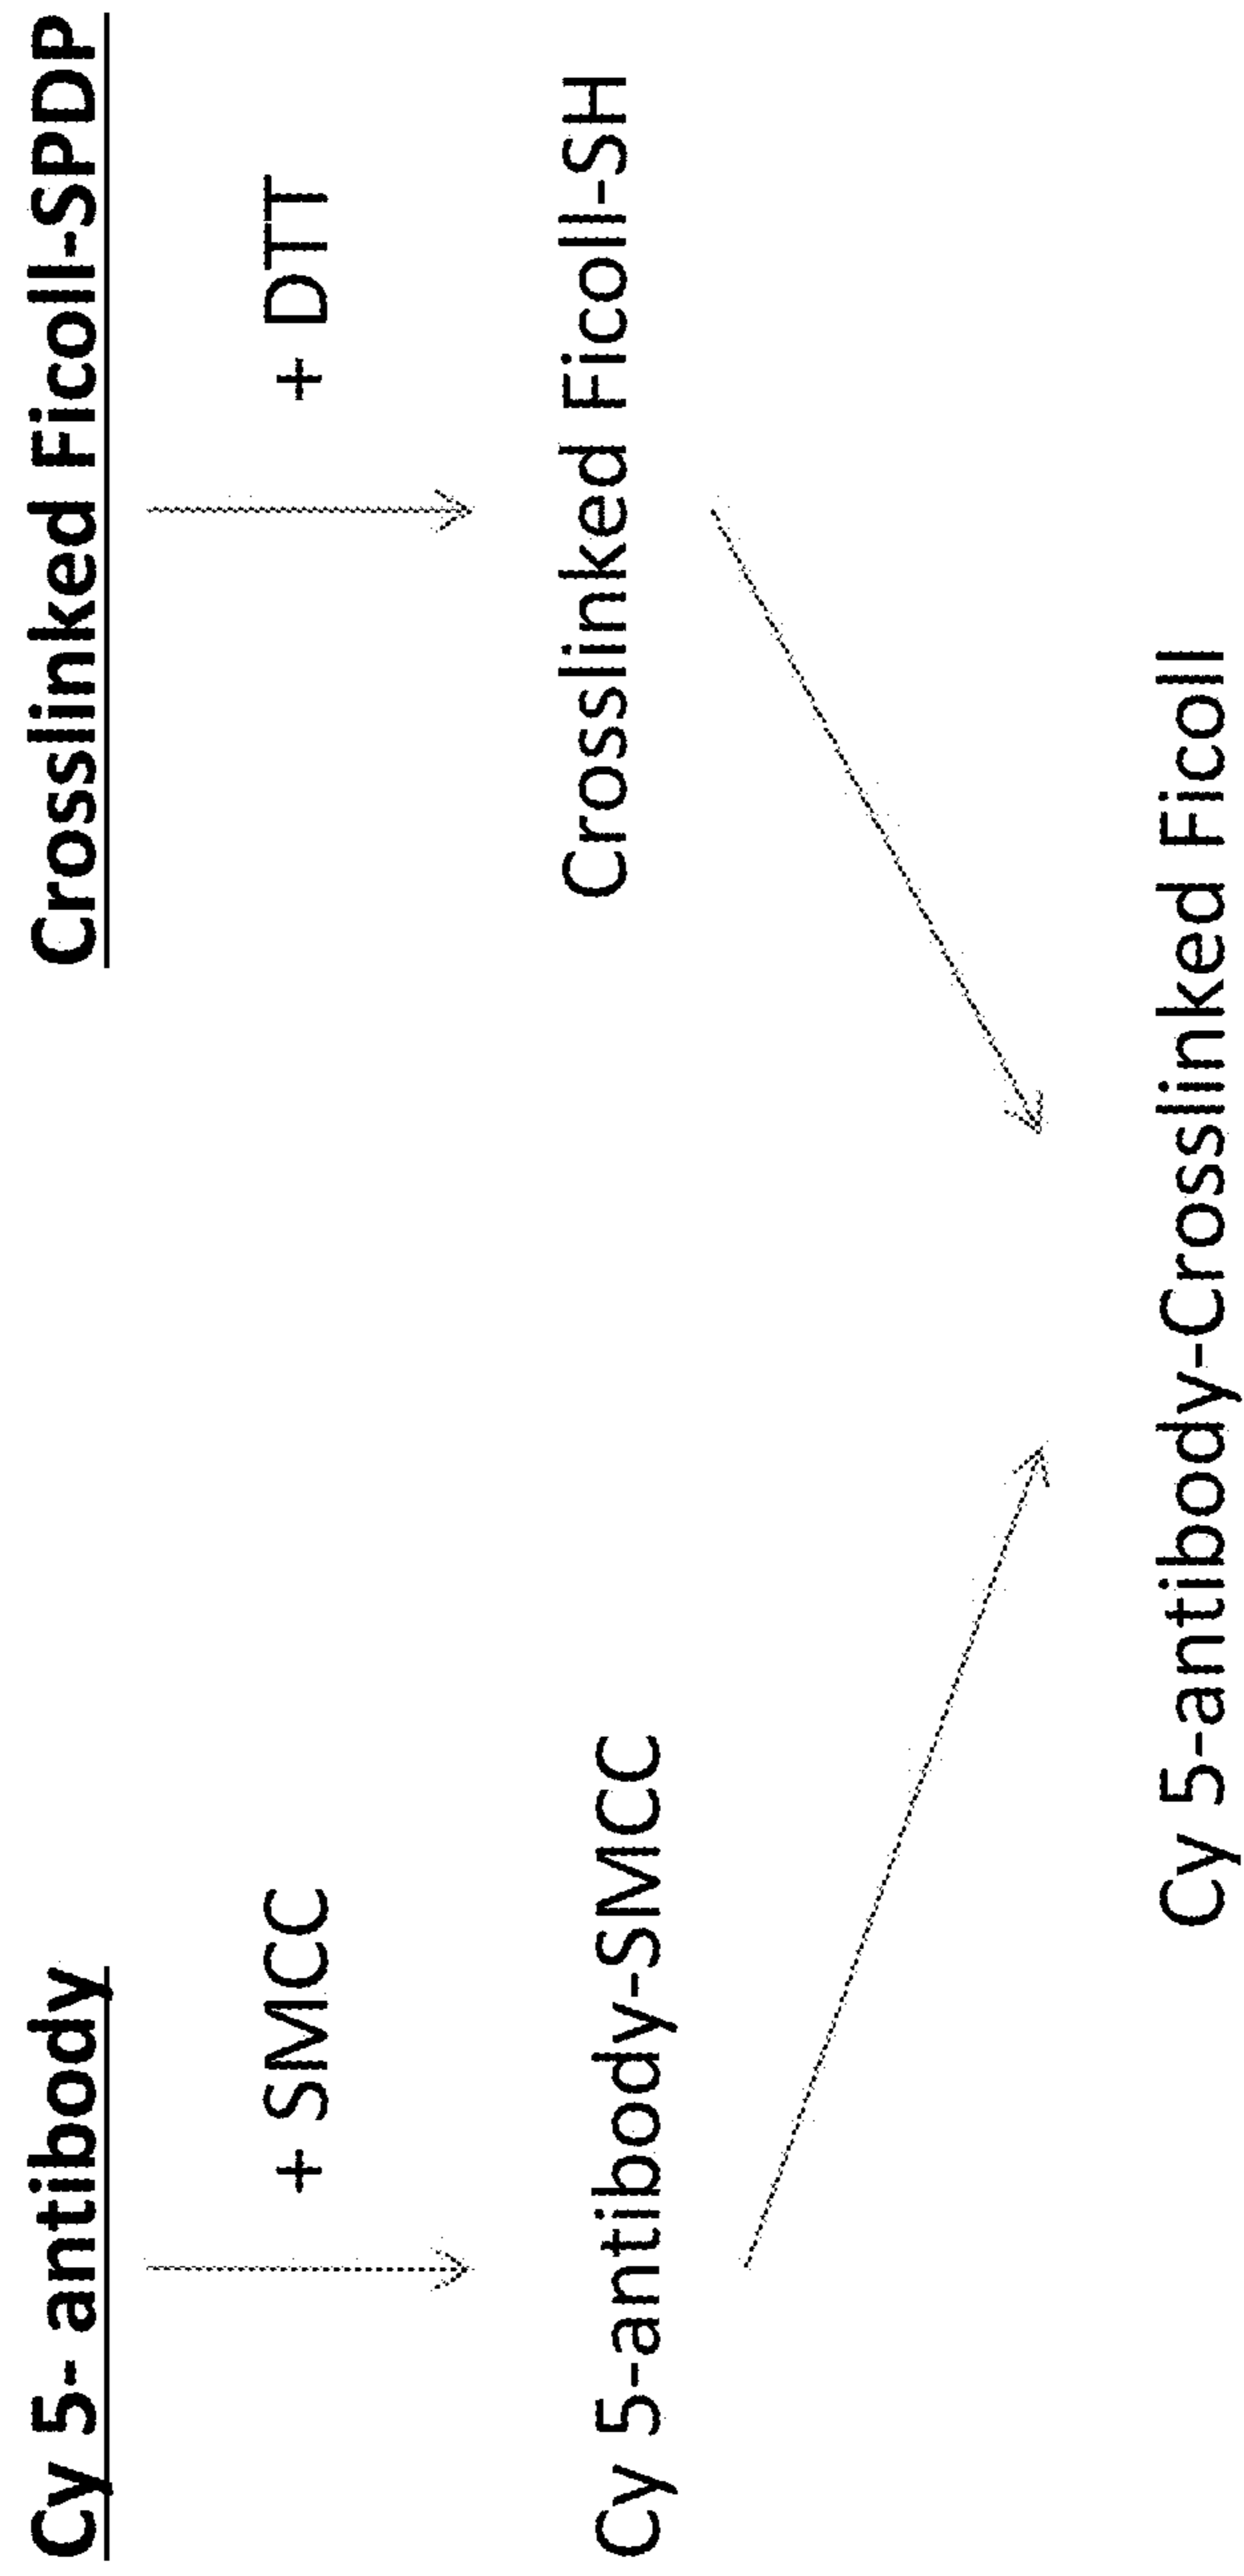 Cy 5- antibody
Crosslinked Ficoll-SPDP
+ SMCC
+ DTT
Cy 5-antibody-SMCC
Crosslinked Ficoll-SH
Cy 5-antibody-Crosslinked Ficoll